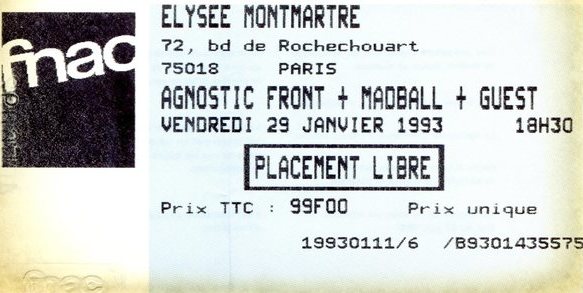 fnac
ELYSEE MONTMARTRE
72, bd de Rochechouart
75018 PARIS
AGNOSTIC FRONT + MADBALL + GUEST
VENDREDI 29 JANVIER 1993 18H30
PLACEMENT LIBRE
Prix TTC : 99F00 Prix unique
19930111/6 /B9301435575
fnac